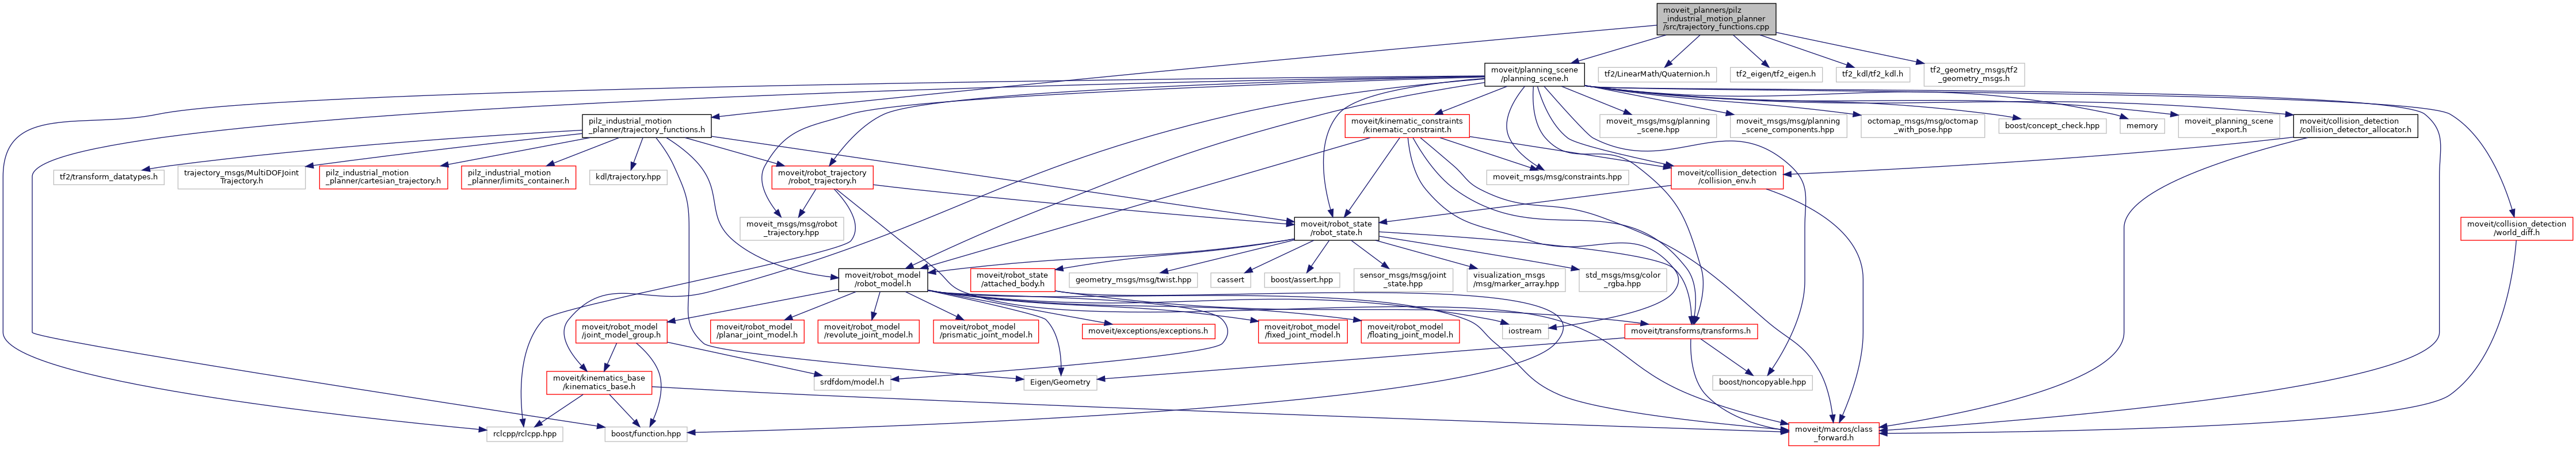 moveit_planners/pilz
_industrial_motion_planner
/src/trajectory_functions.cpp
moveit/planning_scene
/planning_scene.h
tf2/LinearMath/Quaternion.h
tf2_eigen/tf2_eigen.h
tf2_kdl/tf2_kdl.h
tf2_geometry_msgs/tf2
_geometry_msgs.h
pilz_industrial_motion
_planner/trajectory_functions.h
moveit/kinematic_constraints
/kinematic_constraint.h
moveit_msgs/msg/planning
_scene.hpp
moveit_msgs/msg/planning
_scene_components.hpp
octomap_msgs/msg/octomap
_with_pose.hpp
boost/concept_check.hpp
memory
moveit_planning_scene
_export.h
moveit/collision_detection
/collision_detector_allocator.h
tf2/transform_datatypes.h
trajectory_msgs/MultiDOFJoint
Trajectory.h
pilz_industrial_motion
_planner/cartesian_trajectory.h
pilz_industrial_motion
_planner/limits_container.h
kdl/trajectory.hpp
moveit/robot_trajectory
/robot_trajectory.h
moveit_msgs/msg/constraints.hpp
moveit/collision_detection
/collision_env.h
moveit_msgs/msg/robot
_trajectory.hpp
moveit/robot_state
/robot_state.h
moveit/collision_detection
/world_diff.h
moveit/robot_model
/robot_model.h
moveit/robot_state
/attached_body.h
geometry_msgs/msg/twist.hpp
cassert
boost/assert.hpp
sensor_msgs/msg/joint
_state.hpp
visualization_msgs
/msg/marker_array.hpp
std_msgs/msg/color
_rgba.hpp
moveit/robot_model
/joint_model_group.h
moveit/robot_model
/planar_joint_model.h
moveit/robot_model
/revolute_joint_model.h
moveit/robot_model
/prismatic_joint_model.h
moveit/exceptions/exceptions.h
moveit/robot_model
/fixed_joint_model.h
moveit/robot_model
/floating_joint_model.h
iostream
moveit/transforms/transforms.h
moveit/kinematics_base
/kinematics_base.h
srdfdom/model.h
Eigen/Geometry
boost/noncopyable.hpp
rclcpp/rclcpp.hpp
boost/function.hpp
moveit/macros/class
_forward.h